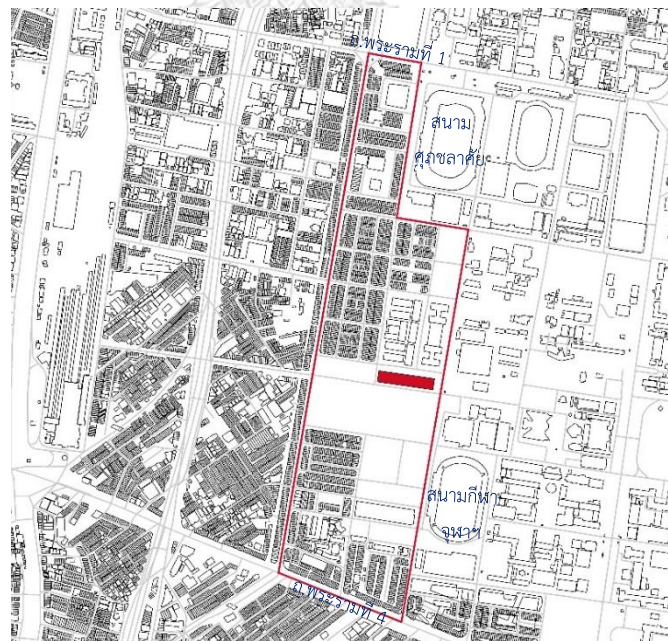 ถ.พระรามที่ 1
สนาม
ศุภชลาศัย
สนามกีฬา
จุฬาฯ
ถ.พระรามที่ 4